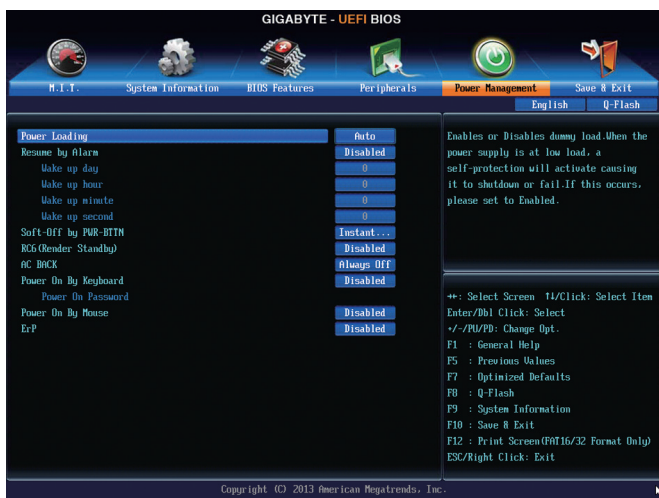 GIGABYTE - UEFI BIOS
M.I.T. System Information BIOS Features Peripherals Power Management Save & Exit
English Q-Flash
Power Loading Auto
Resume by Alarm Disabled
Wake up day 0
Wake up hour 0
Wake up minute 0
Wake up second 0
Soft-Off by PWR-BTTN Instant...
RC6(Render Standby) Disabled
AC BACK Always Off
Power On By Keyboard Disabled
Power On Password
Power On By Mouse Disabled
ErP Disabled
Enables or Disables dummy load.When the
power supply is at low load, a
self-protection will activate causing
it to shutdown or fail.If this occurs,
please set to Enabled.
→←: Select Screen ↑↓/Click: Select Item
Enter/Dbl Click: Select
+/-/PU/PD: Change Opt.
F1 : General Help
F5 : Previous Values
F7 : Optimized Defaults
F8 : Q-Flash
F9 : System Information
F10 : Save & Exit
F12 : Print Screen(FAT16/32 Format Only)
ESC/Right Click: Exit
Copyright (C) 2013 American Megatrends, Inc.